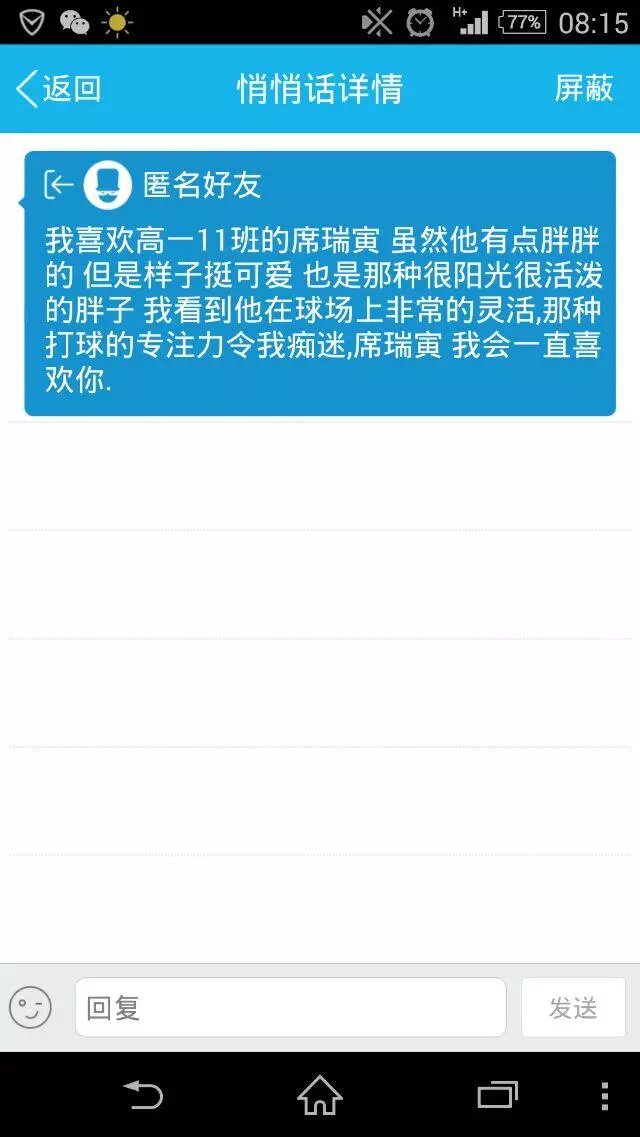 H+ 77% 08:15
返回 悄悄话详情 屏蔽
匿名好友
我喜欢高一11班的席瑞寅 虽然他有点胖胖
的 但是样子挺可爱 也是那种很阳光很活泼
的胖子 我看到他在球场上非常的灵活,那种
打球的专注力令我痴迷,席瑞寅 我会一直喜
欢你.
回复 发送